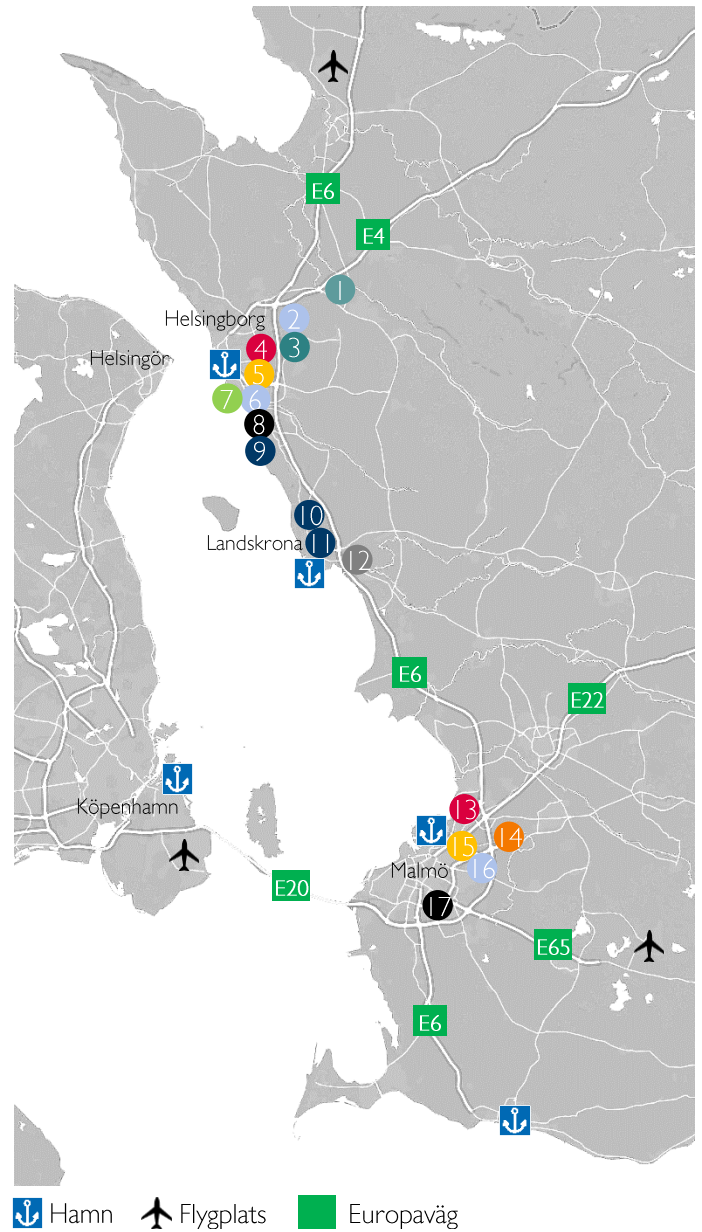 E6
E4
1
Helsingborg
2
4
3
Helsingör
5
7
6
8
9
10
Landskrona
11
12
E6
E22
Köpenhamn
13
14
15
Malmö
16
E20
17
E65
E6
Hamn Flygplats Europaväg